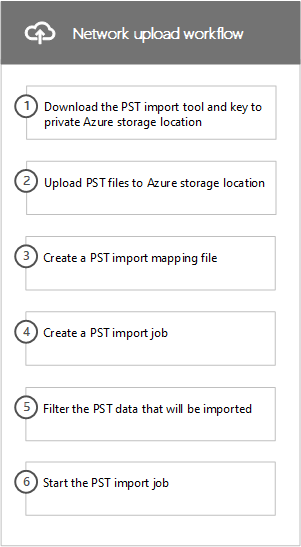 Network upload workflow
1 Download the PST import tool and key to
private Azure storage location
2 Upload PST files to Azure storage location
3 Create a PST import mapping file
4 Create a PST import job
5 Filter the PST data that will be imported
6 Start the PST import job